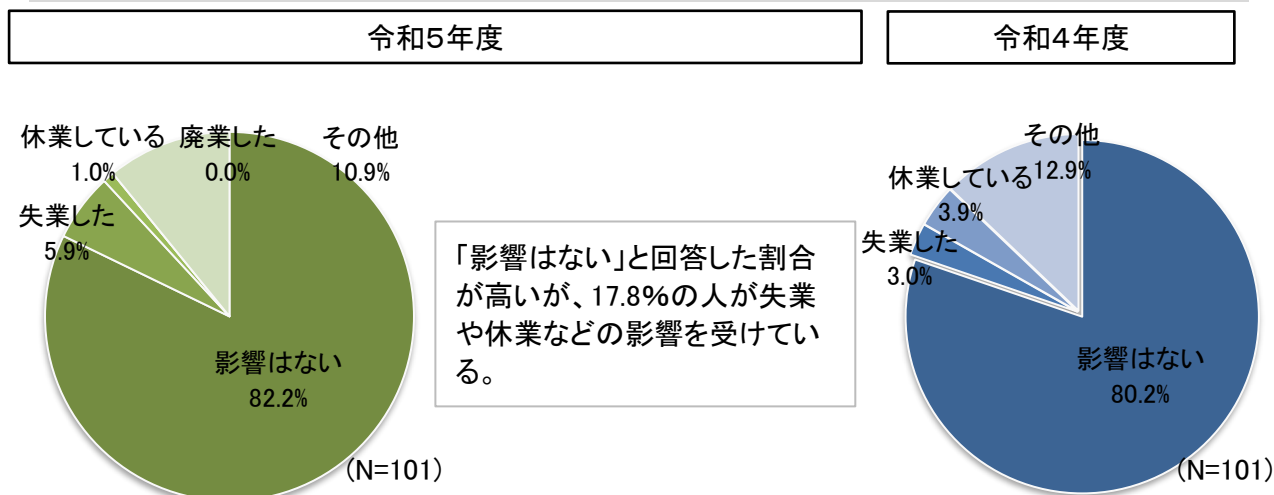 令和5年度
令和4年度
休業している
1.0%
廃業した
0.0%
その他
10.9%
失業した
5.9%
影響はない
82.2%
(N=101)
「影響はない」と回答した割合
が高いが、17.8%の人が失業
や休業などの影響を受けてい
る。
その他
12.9%
休業している
3.9%
失業した
3.0%
影響はない
80.2%
(N=101)